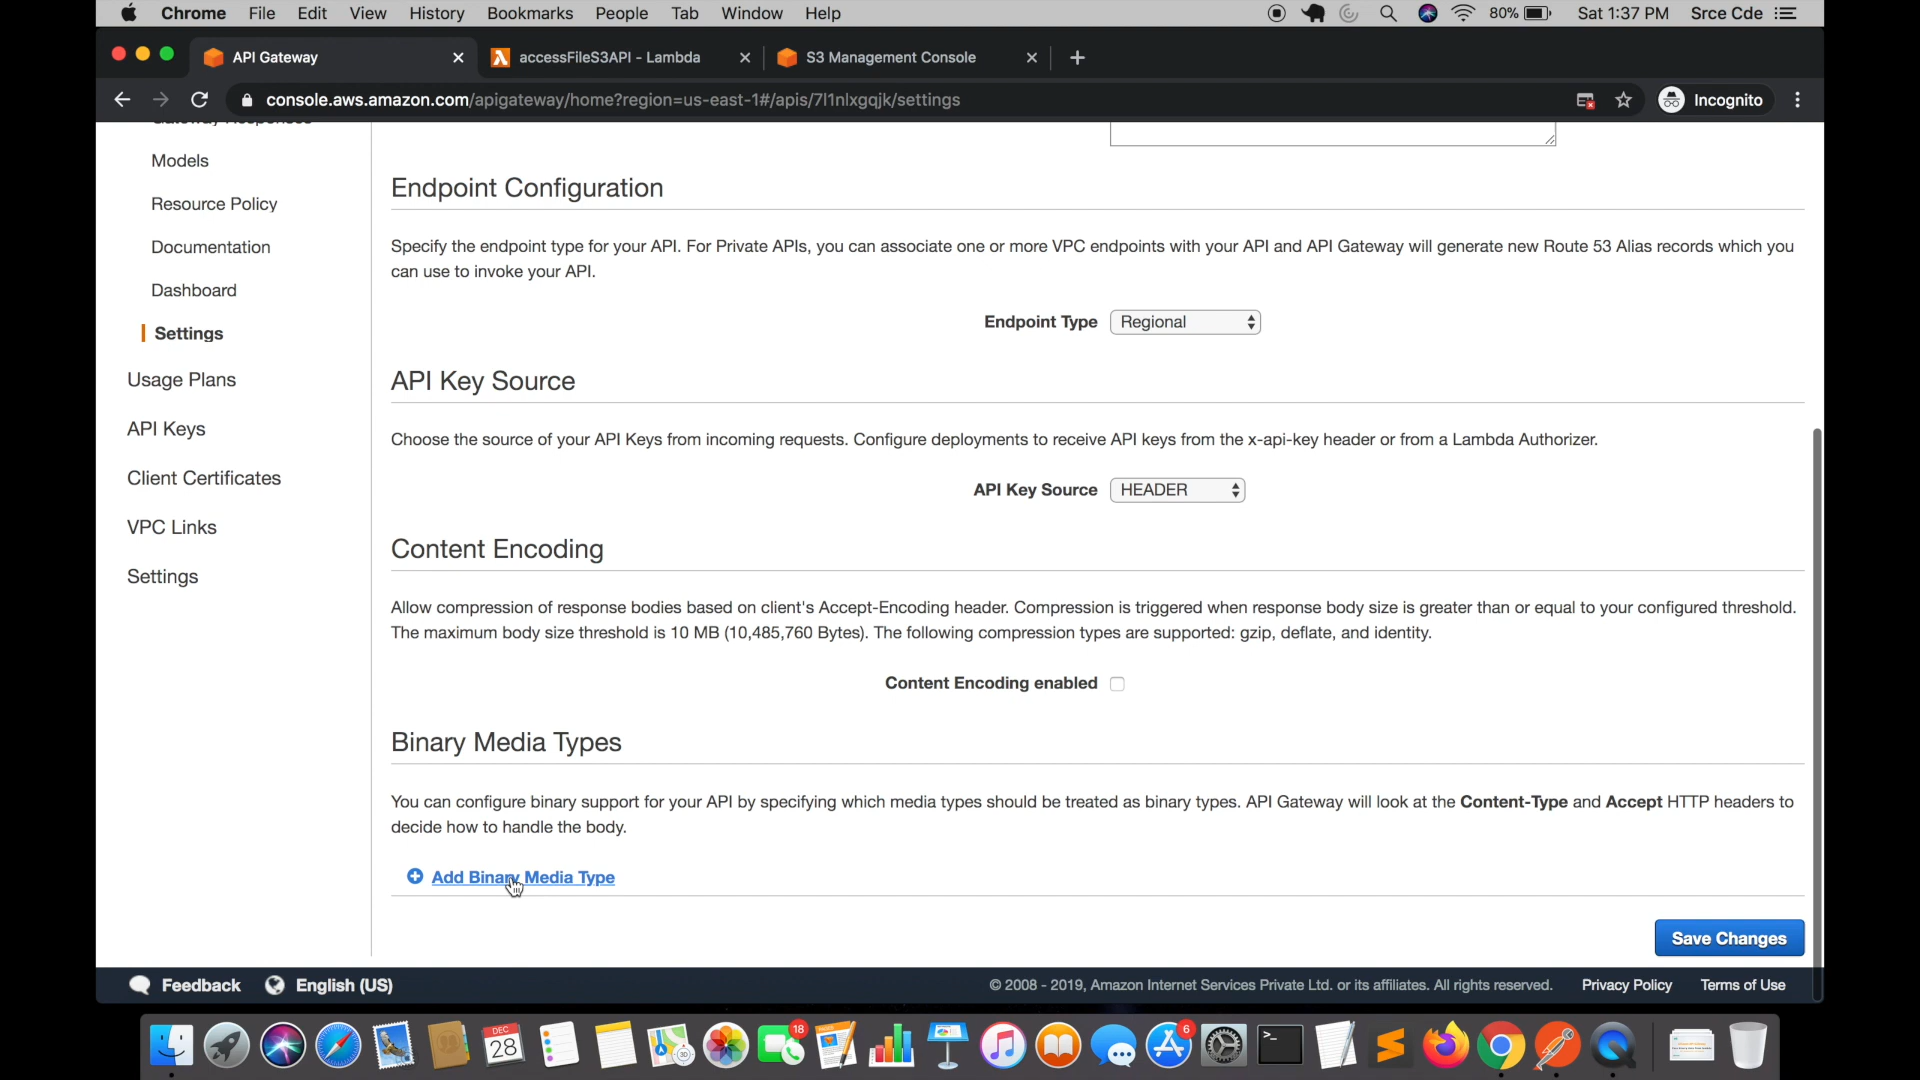 Chrome File Edit View History Bookmarks People Tab Window Help 80% Sat 1:37 PM Srce Cde
API Gateway accessFileS3API - Lambda S3 Management Console
console.aws.amazon.com/apigateway/home?region=us-east-1#/apis/7l1nlxgqjk/settings Incognito
Gateway Responses
Models
Resource Policy
Documentation
Dashboard
Settings
Usage Plans
API Keys
Client Certificates
VPC Links
Settings
Endpoint Configuration
Specify the endpoint type for your API. For Private APIs, you can associate one or more VPC endpoints with your API and API Gateway will generate new Route 53 Alias records which you
can use to invoke your API.
Endpoint Type Regional
API Key Source
Choose the source of your API Keys from incoming requests. Configure deployments to receive API keys from the x-api-key header or from a Lambda Authorizer.
API Key Source HEADER
Content Encoding
Allow compression of response bodies based on client's Accept-Encoding header. Compression is triggered when response body size is greater than or equal to your configured threshold.
The maximum body size threshold is 10 MB (10,485,760 Bytes). The following compression types are supported: gzip, deflate, and identity.
Content Encoding enabled
Binary Media Types
You can configure binary support for your API by specifying which media types should be treated as binary types. API Gateway will look at the Content-Type and Accept HTTP headers to
decide how to handle the body.
Add Binary Media Type
Save Changes
Feedback English (US) © 2008 - 2019, Amazon Internet Services Private Ltd. or its affiliates. All rights reserved. Privacy Policy Terms of Use
DEC
28
30
18
6